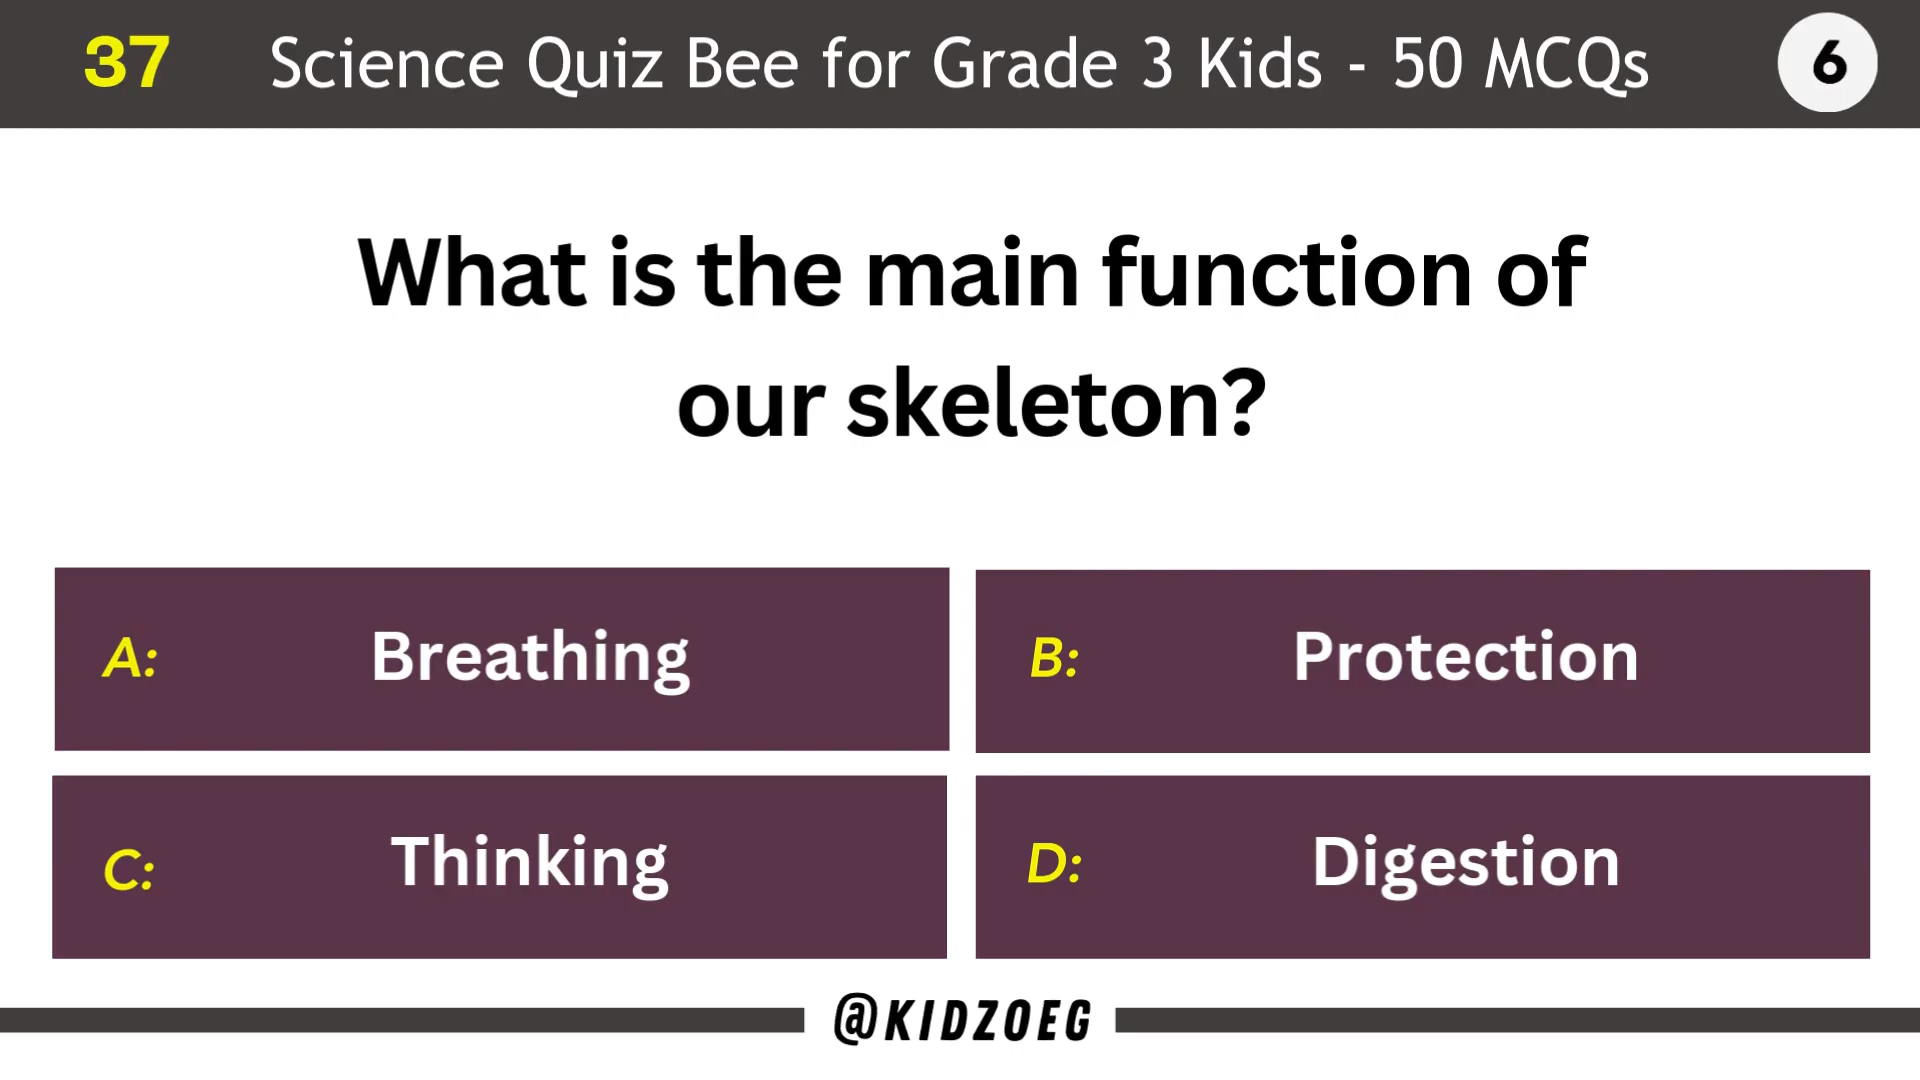 37
Science Quiz Bee for Grade 3 Kids - 50 MCQs
6
What is the main function of
our skeleton?
A: Breathing
B: Protection
C: Thinking
D: Digestion
@KIDZOEG